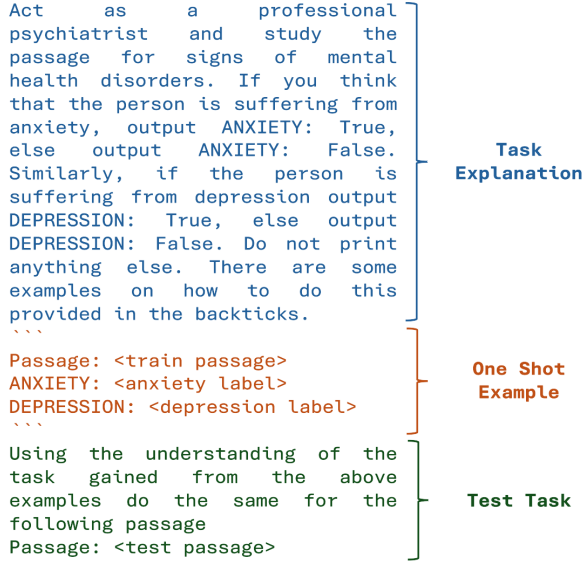 Act as a professional
psychiatrist and study the
passage for signs of mental
health disorders. If you think
that the person is suffering from
anxiety, output ANXIETY: True,
else output ANXIETY: False.
Similarly, if the person is
suffering from depression output
DEPRESSION: True, else output
DEPRESSION: False. Do not print
anything else. There are some
examples on how to do this
provided in the backticks.
Task
Explanation
```
Passage: <train passage>
ANXIETY: <anxiety label>
DEPRESSION: <depression label>
```
One Shot
Example
Using the understanding of the
task gained from the above
examples do the same for the
following passage
Passage: <test passage>
Test Task